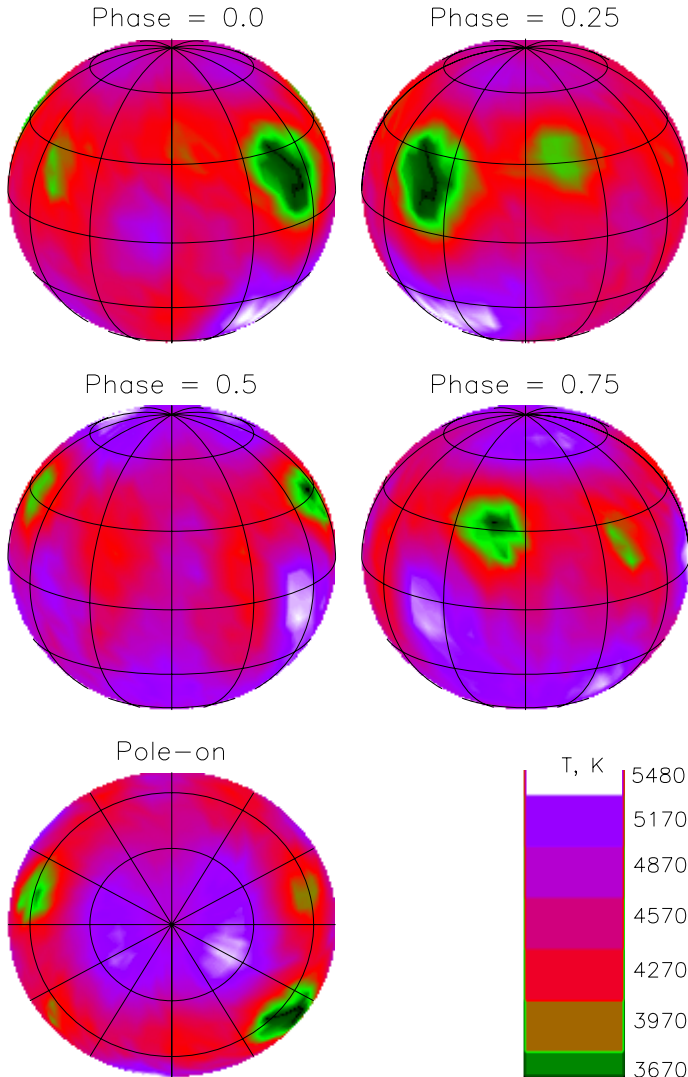 Phase = 0.0
Phase = 0.25
Phase = 0.5
Phase = 0.75
Pole-on
T, K
5480
5170
4870
4570
4270
3970
3670